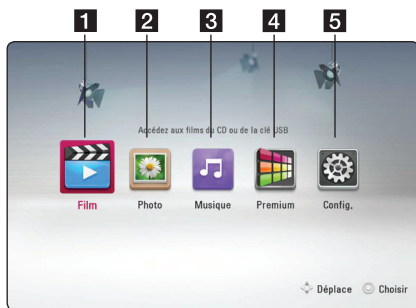 1 2 3 4 5
Accédez aux films du CD ou de la clé USB
Film Photo Musique Premium Config.
Déplace Choisir